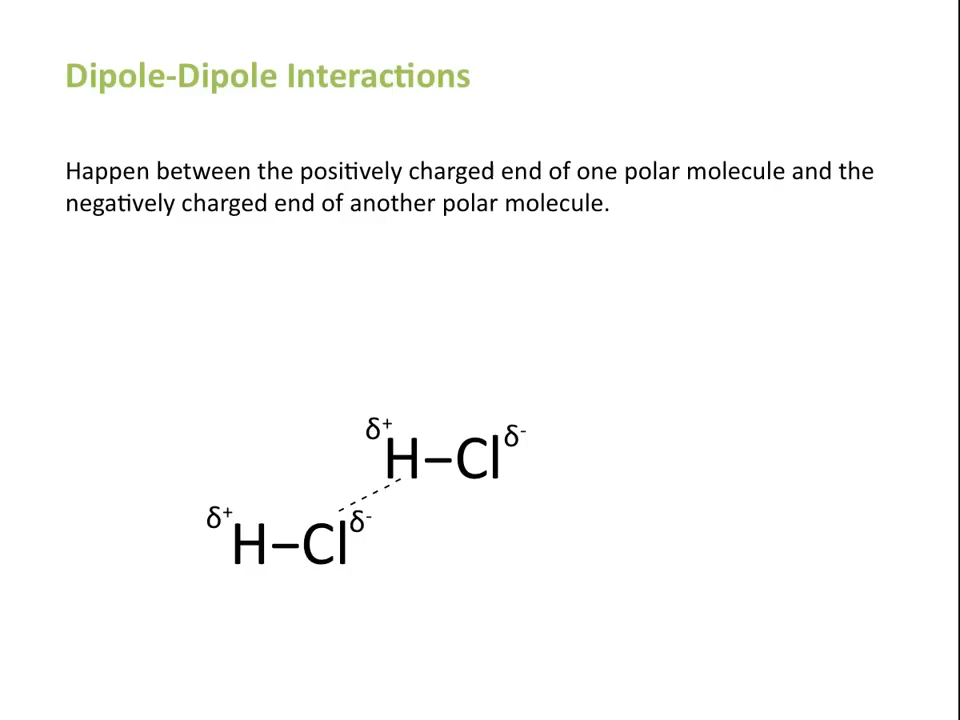 Dipole-Dipole Interactions
Happen between the positively charged end of one polar molecule and the
negatively charged end of another polar molecule.
δ⁺H–Clδ⁻
δ⁺H–Clδ⁻